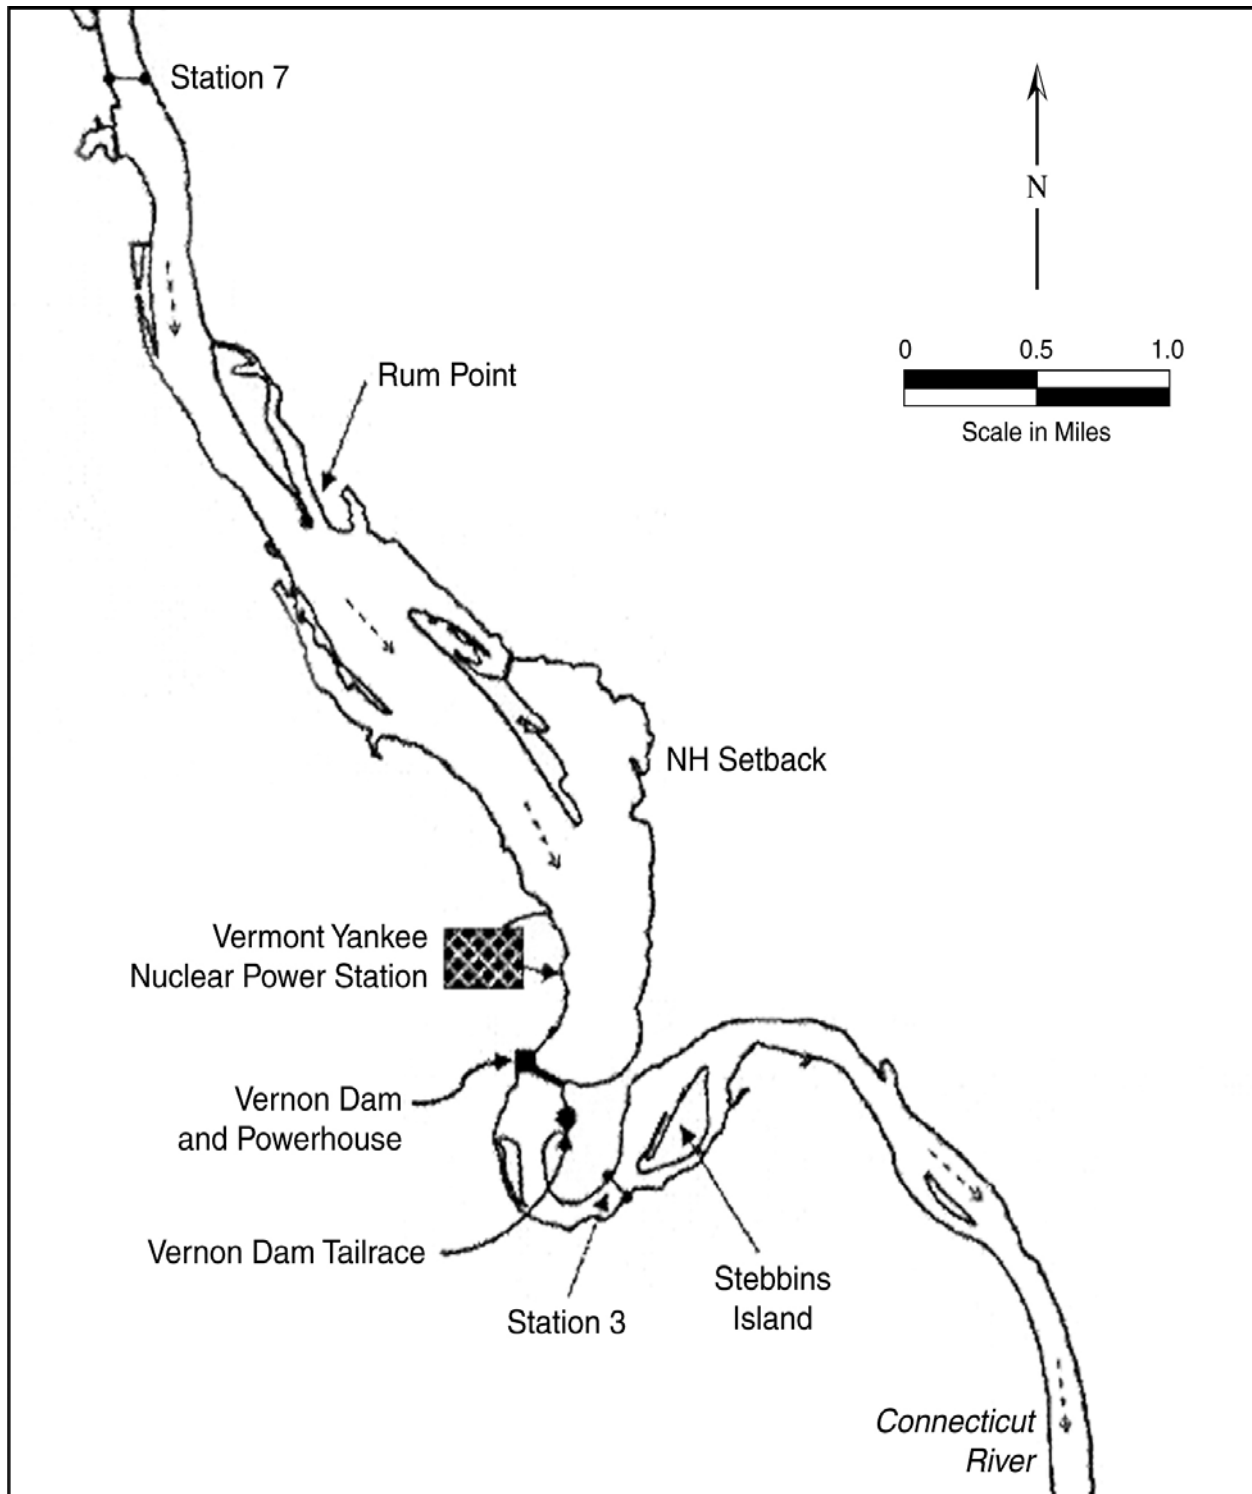 Station 7
N
0 0.5 1.0
Scale in Miles
Rum Point
NH Setback
Vermont Yankee
Nuclear Power Station
Vernon Dam
and Powerhouse
Vernon Dam Tailrace
Station 3
Stebbins
Island
Connecticut
River